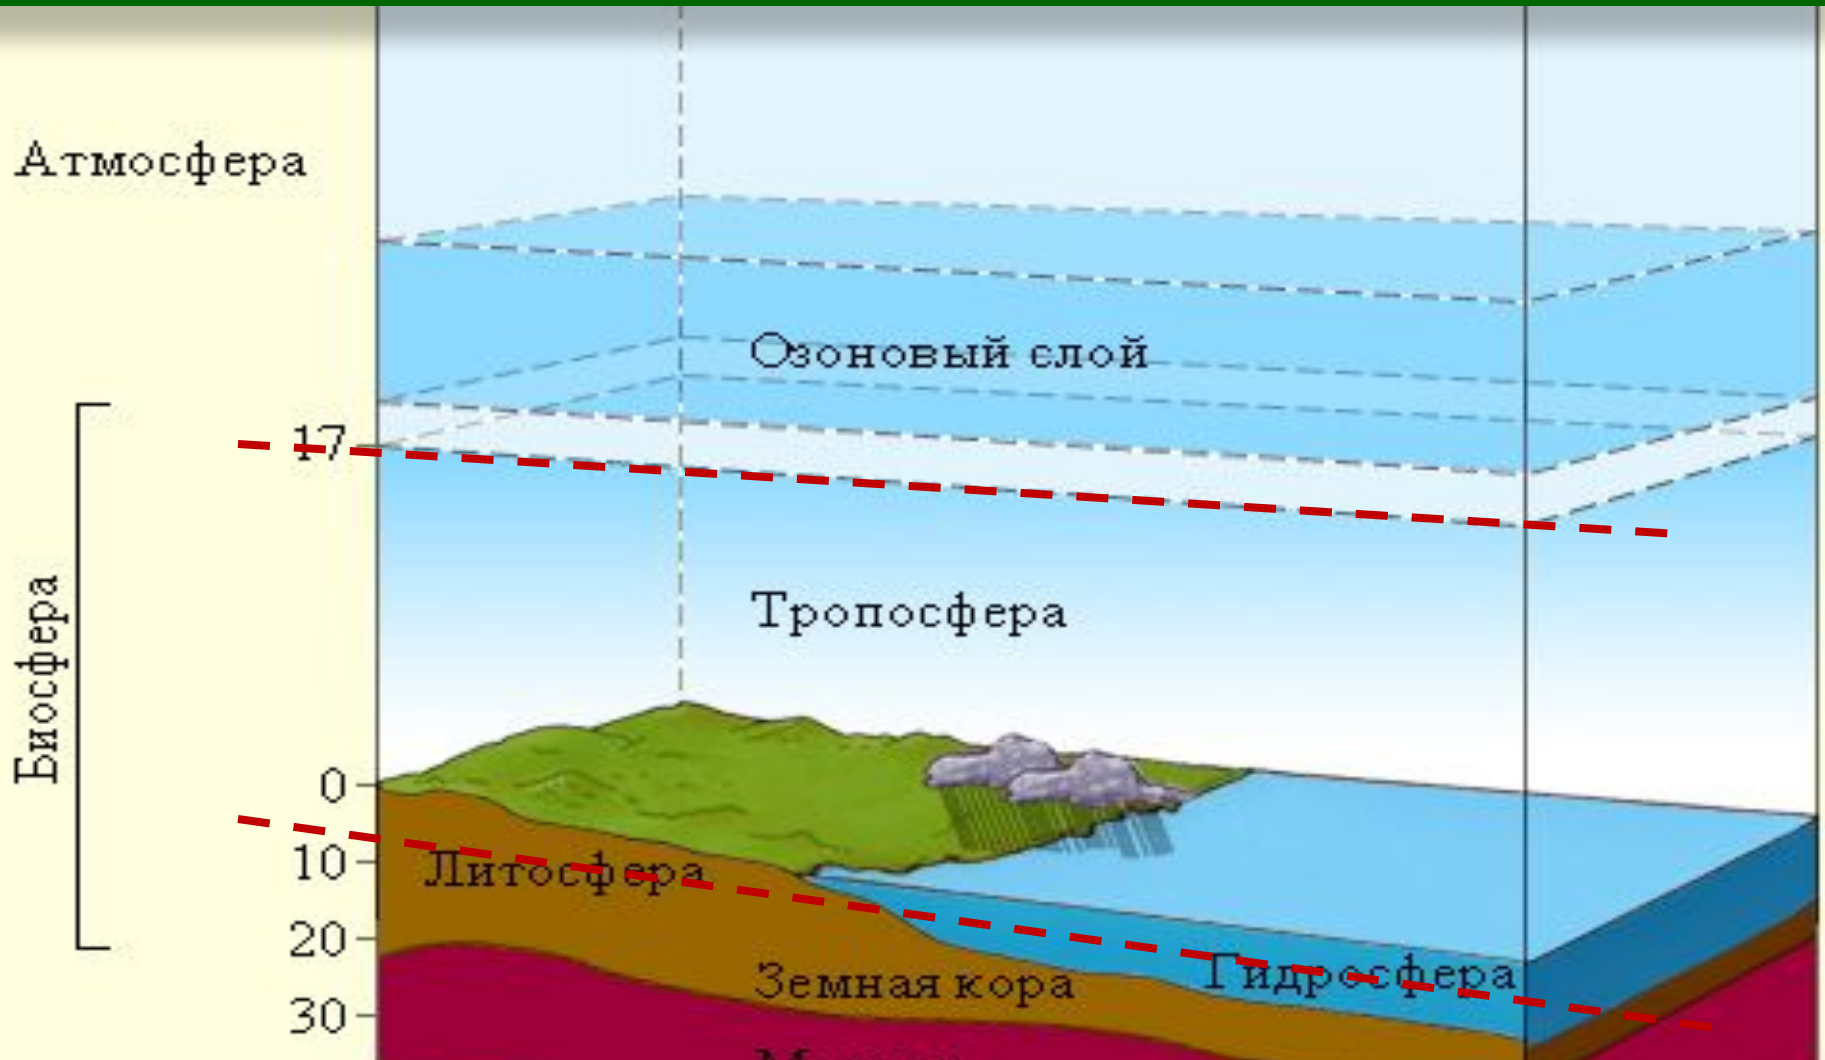 Атмосфера
Озоновый слой
17
Тропосфера
Биосфера
0
10
Литосфера
20
Гидросфера
Земная кора
30